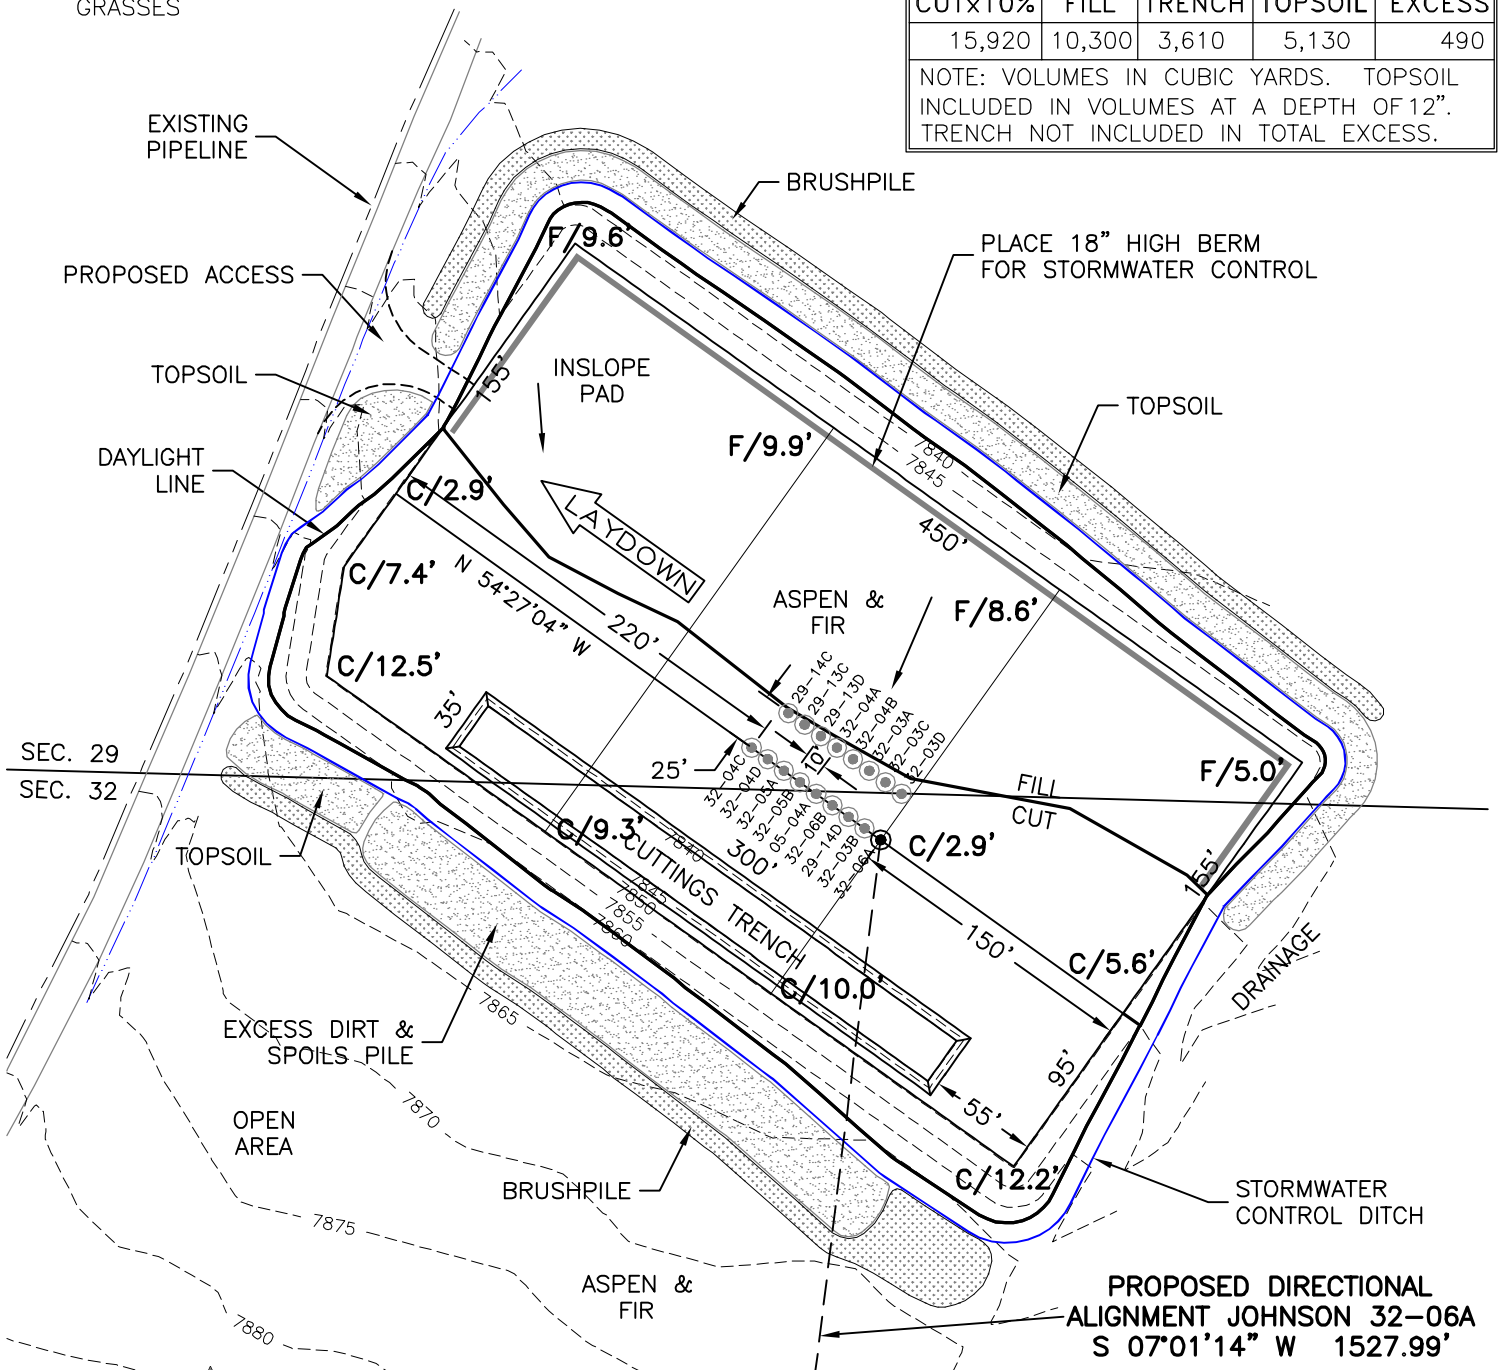 GRASSES
CUTx10% FILL TRENCH TOPSOIL EXCESS
15,920 10,300 3,610 5,130 490
NOTE: VOLUMES IN CUBIC YARDS. TOPSOIL
INCLUDED IN VOLUMES AT A DEPTH OF 12”.
TRENCH NOT INCLUDED IN TOTAL EXCESS.
EXISTING
PIPELINE
BRUSHPILE
F/9.6'
PLACE 18” HIGH BERM
FOR STORMWATER CONTROL
PROPOSED ACCESS
155'
INSLOPE
PAD
TOPSOIL
TOPSOIL
F/9.9'
7840
7845
DAYLIGHT
LINE
C/2.9'
LAYDOWN
450'
C/7.4'
N 54°27'04” W
220'
ASPEN &
FIR
F/8.6'
C/12.5'
35'
29-14C
29-13C
29-13D
32-04A
32-04B
32-03A
32-03C
32-03D
SEC. 29
SEC. 32
25'
10'
F/5.0'
FILL
CUT
32-04C
32-04D
32-05A
32-05B
05-04A
32-06B
29-14D
32-03B
32-06A
C/9.3'
7840
7845
7850
7855
7860
CUTTINGS TRENCH
300'
C/2.9'
155'
TOPSOIL
150'
C/5.6'
DRAINAGE
C/10.0'
7865
EXCESS DIRT &
SPOILS PILE
95'
55'
7870
OPEN
AREA
BRUSHPILE
C/12.2'
STORMWATER
CONTROL DITCH
7875
ASPEN &
FIR
7880
PROPOSED DIRECTIONAL
ALIGNMENT JOHNSON 32-06A
S 07°01'14” W 1527.99'